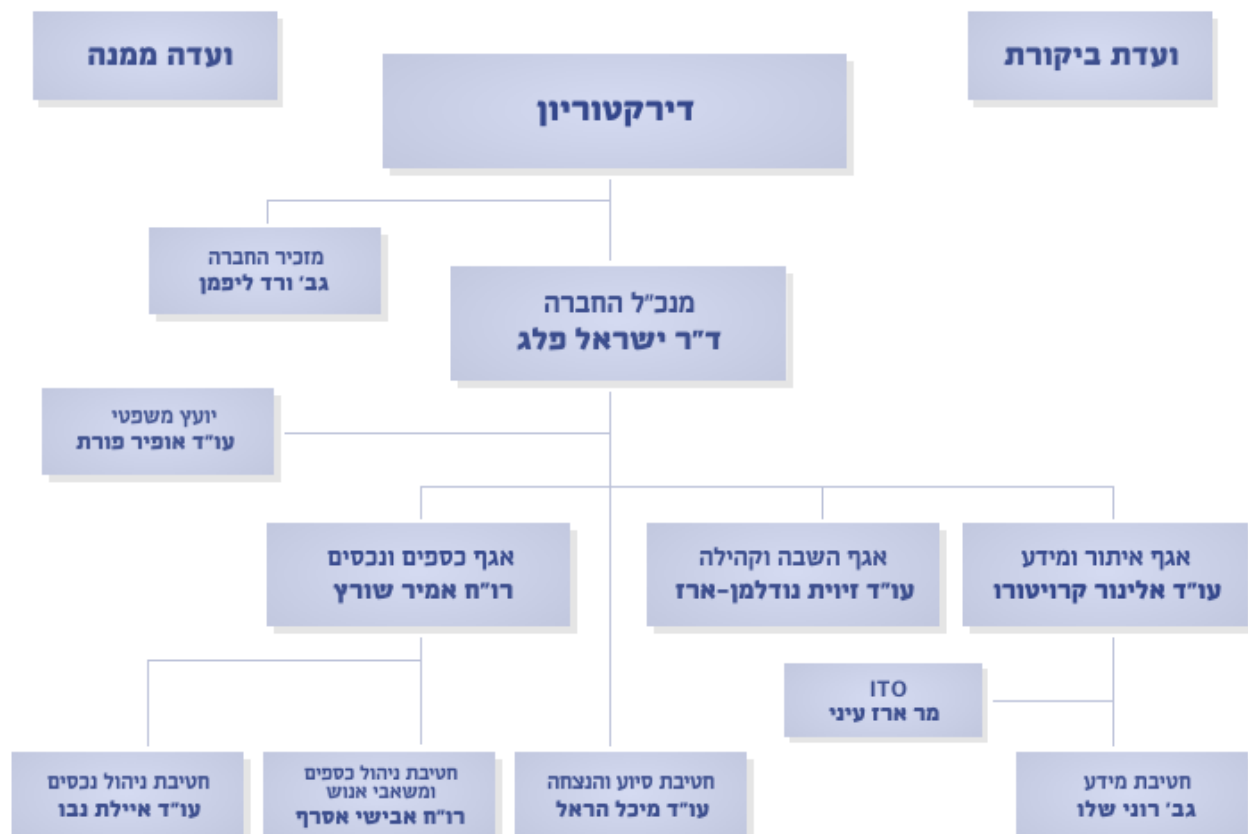 ועדת ביקורת
ועדה ממנה
דירקטוריון
מזכיר החברה
גב' ורד ליפמן
מנכ"ל החברה
ד"ר ישראל פלג
יועץ משפטי
עו"ד אופיר פורת
אגף איתור ומידע
עו"ד אלינור קרויטורו
אגף השבה וקהילה
עו"ד זיוית נודלמן-ארז
אגף כספים ונכסים
רו"ח אמיר שורץ
ITO
מר ארז עיני
חטיבת מידע
גב' רוני שלו
חטיבת סיוע והנצחה
עו"ד מיכל הראל
חטיבת ניהול כספים
ומשאבי אנוש
רו"ח אבישי אסרף
חטיבת ניהול נכסים
עו"ד איילת נבו